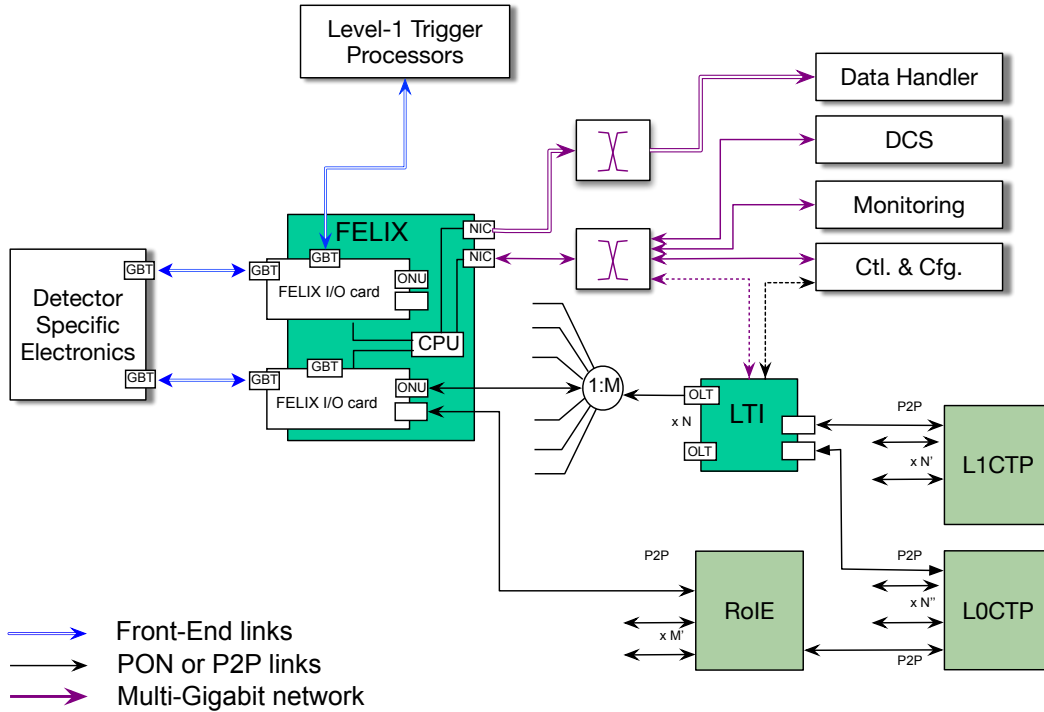 Level-1 Trigger
Processors
Data Handler
DCS
Monitoring
Ctl. & Cfg.
FELIX
NIC
NIC
GBT
GBT
GBT
ONU
FELIX I/O card
Detector
Specific
Electronics
CPU
GBT
GBT
GBT
ONU
FELIX I/O card
1:M
OLT
LTI
x N
OLT
P2P
x N'
L1CTP
P2P
RoIE
x M'
P2P
x N''
L0CTP
P2P
Front-End links
PON or P2P links
Multi-Gigabit network